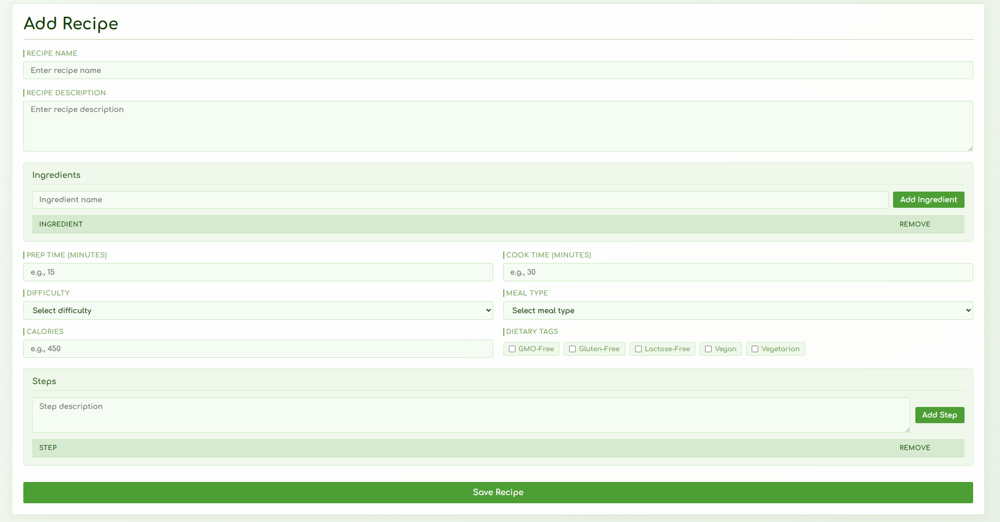 Add Recipe
RECIPE NAME
Enter recipe name
RECIPE DESCRIPTION
Enter recipe description
Ingredients
Ingredient name
Add Ingredient
INGREDIENT REMOVE
PREP TIME (MINUTES) COOK TIME (MINUTES)
e.g., 15 e.g., 30
DIFFICULTY MEAL TYPE
Select difficulty Select meal type
CALORIES DIETARY TAGS
e.g., 450 GMO-Free Gluten-Free Lactose-Free Vegan Vegetarian
Steps
Step description
Add Step
STEP REMOVE
Save Recipe